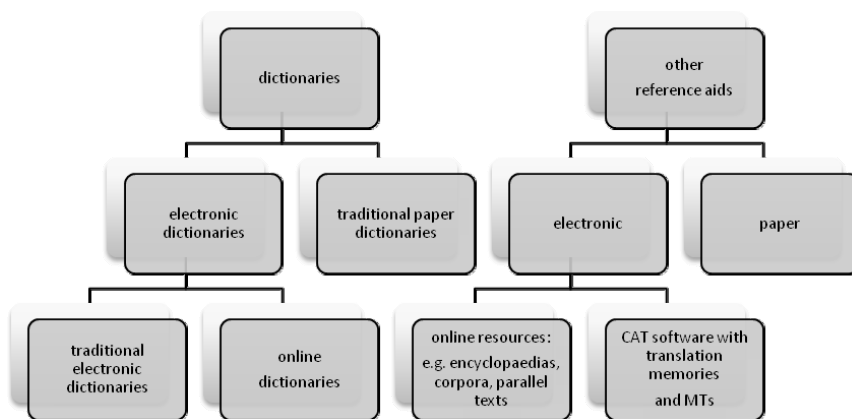 dictionaries
other
reference aids
electronic
dictionaries
traditional paper
dictionaries
electronic
paper
traditional
electronic
dictionaries
online
dictionaries
online resources:
e.g. encyclopaedias,
corpora, parallel
texts
CAT software with
translation
memories
and MTs